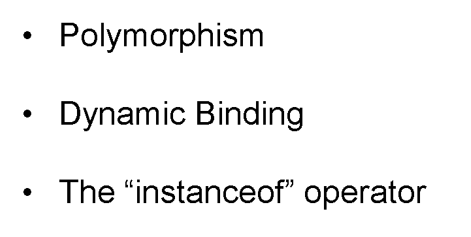 • Polymorphism
• Dynamic Binding
• The “instanceof” operator